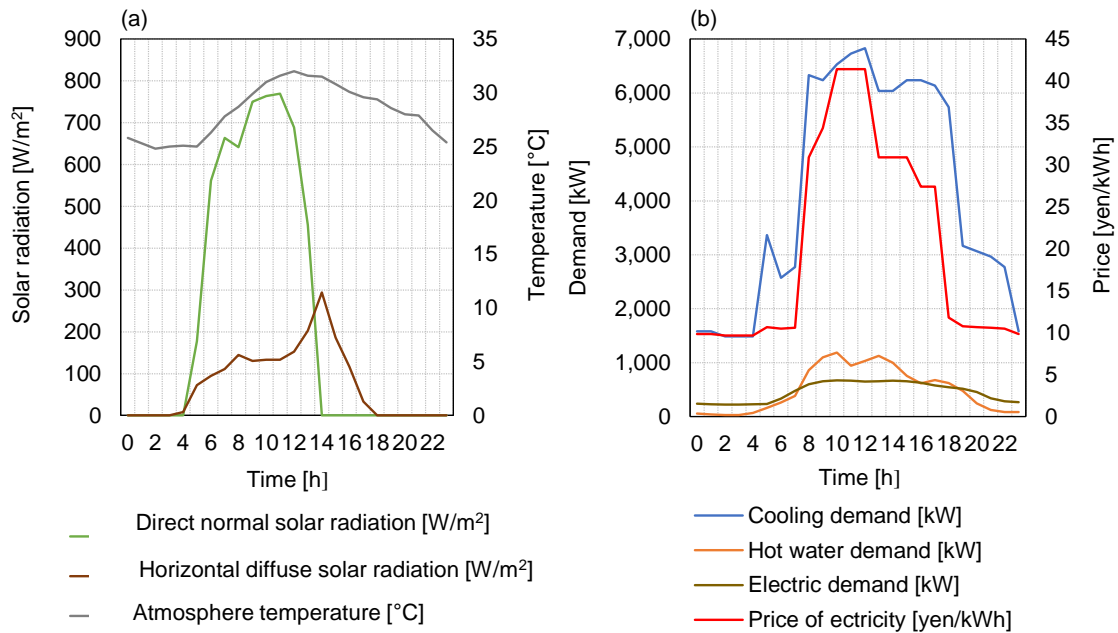 (a)
900
800
700
600
500
400
300
200
100
0
Solar radiation [W/m²]
35
30
25
20
15
10
5
0
Temperature [°C]
0 2 4 6 8 10 12 14 16 18 20 22
Time [h]
Direct normal solar radiation [W/m²]
Horizontal diffuse solar radiation [W/m²]
Atmosphere temperature [°C]
(b)
7,000
6,000
5,000
4,000
3,000
2,000
1,000
0
Demand [kW]
45
40
35
30
25
20
15
10
5
0
Price [yen/kWh]
0 2 4 6 8 10 12 14 16 18 20 22
Time [h]
Cooling demand [kW]
Hot water demand [kW]
Electric demand [kW]
Price of ectricity [yen/kWh]